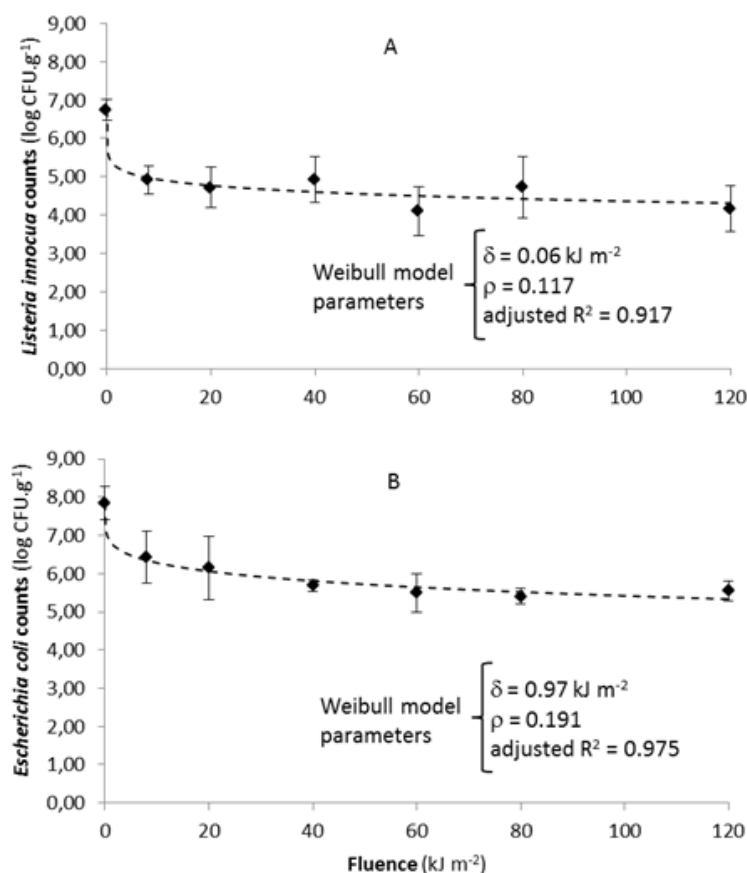 A
Listeria innocua counts (log CFU.g-1)
9,00
8,00
7,00
6,00
5,00
4,00
3,00
2,00
1,00
0,00
Weibull model
parameters
δ = 0.06 kJ m-2
ρ = 0.117
adjusted R2 = 0.917
0 20 40 60 80 100 120
B
Escherichia coli counts (log CFU.g-1)
9,00
8,00
7,00
6,00
5,00
4,00
3,00
2,00
1,00
0,00
Weibull model
parameters
δ = 0.97 kJ m-2
ρ = 0.191
adjusted R2 = 0.975
0 20 40 60 80 100 120
Fluence (kJ m-2)